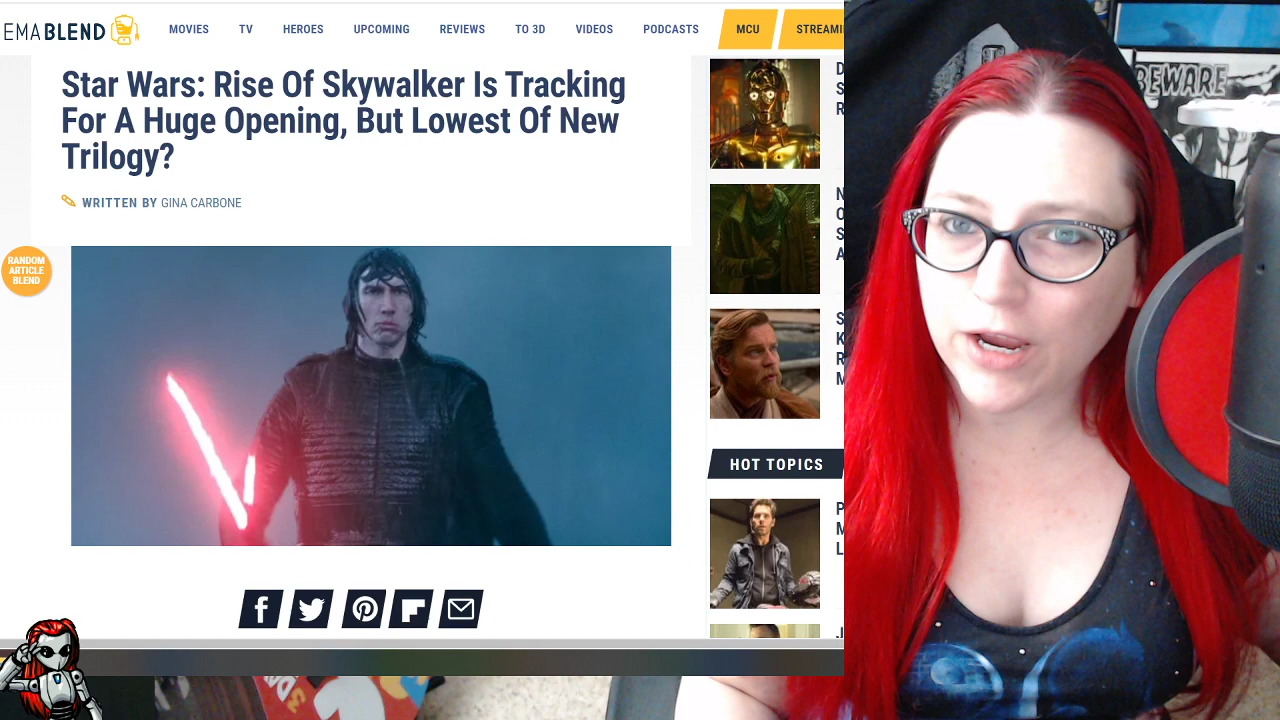 EMABLEND
MOVIES TV HEROES UPCOMING REVIEWS TO 3D VIDEOS PODCASTS MCU STREAMI
Star Wars: Rise Of Skywalker Is Tracking
For A Huge Opening, But Lowest Of New
Trilogy?
WRITTEN BY GINA CARBONE
RANDOM
ARTICLE
BLEND
D
S
R
N
O
S
A
S
K
R
M
HOT TOPICS
P
M
L
J
BEWARE